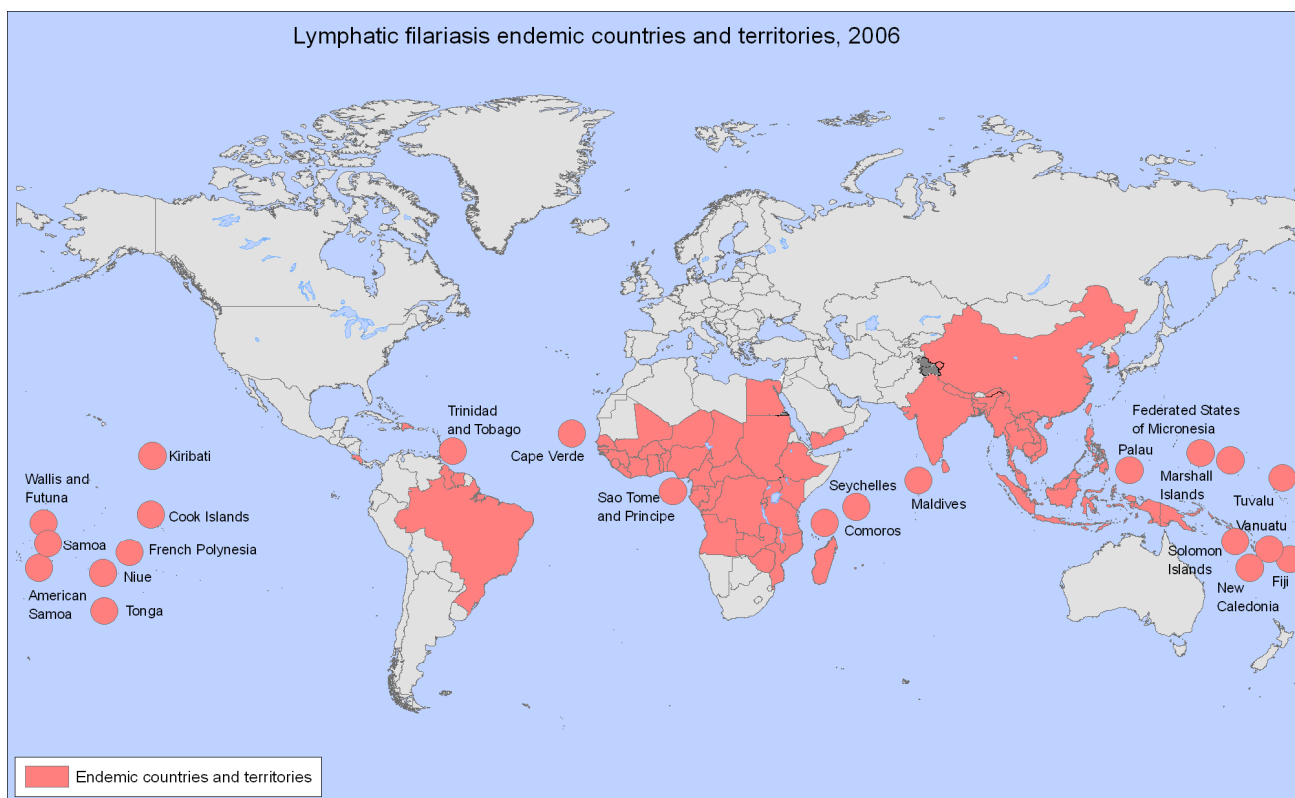 Lymphatic filariasis endemic countries and territories, 2006
Trinidad
and Tobago
Cape Verde
Federated States
of Micronesia
Palau
Kiribati
Wallis and
Futuna
Marshall
Islands
Seychelles
Maldives
Tuvalu
Sao Tome
and Principe
Cook Islands
Comoros
Vanuatu
Samoa
French Polynesia
Solomon
Islands
Niue
Fiji
American
Samoa
New
Caledonia
Tonga
Endemic countries and territories